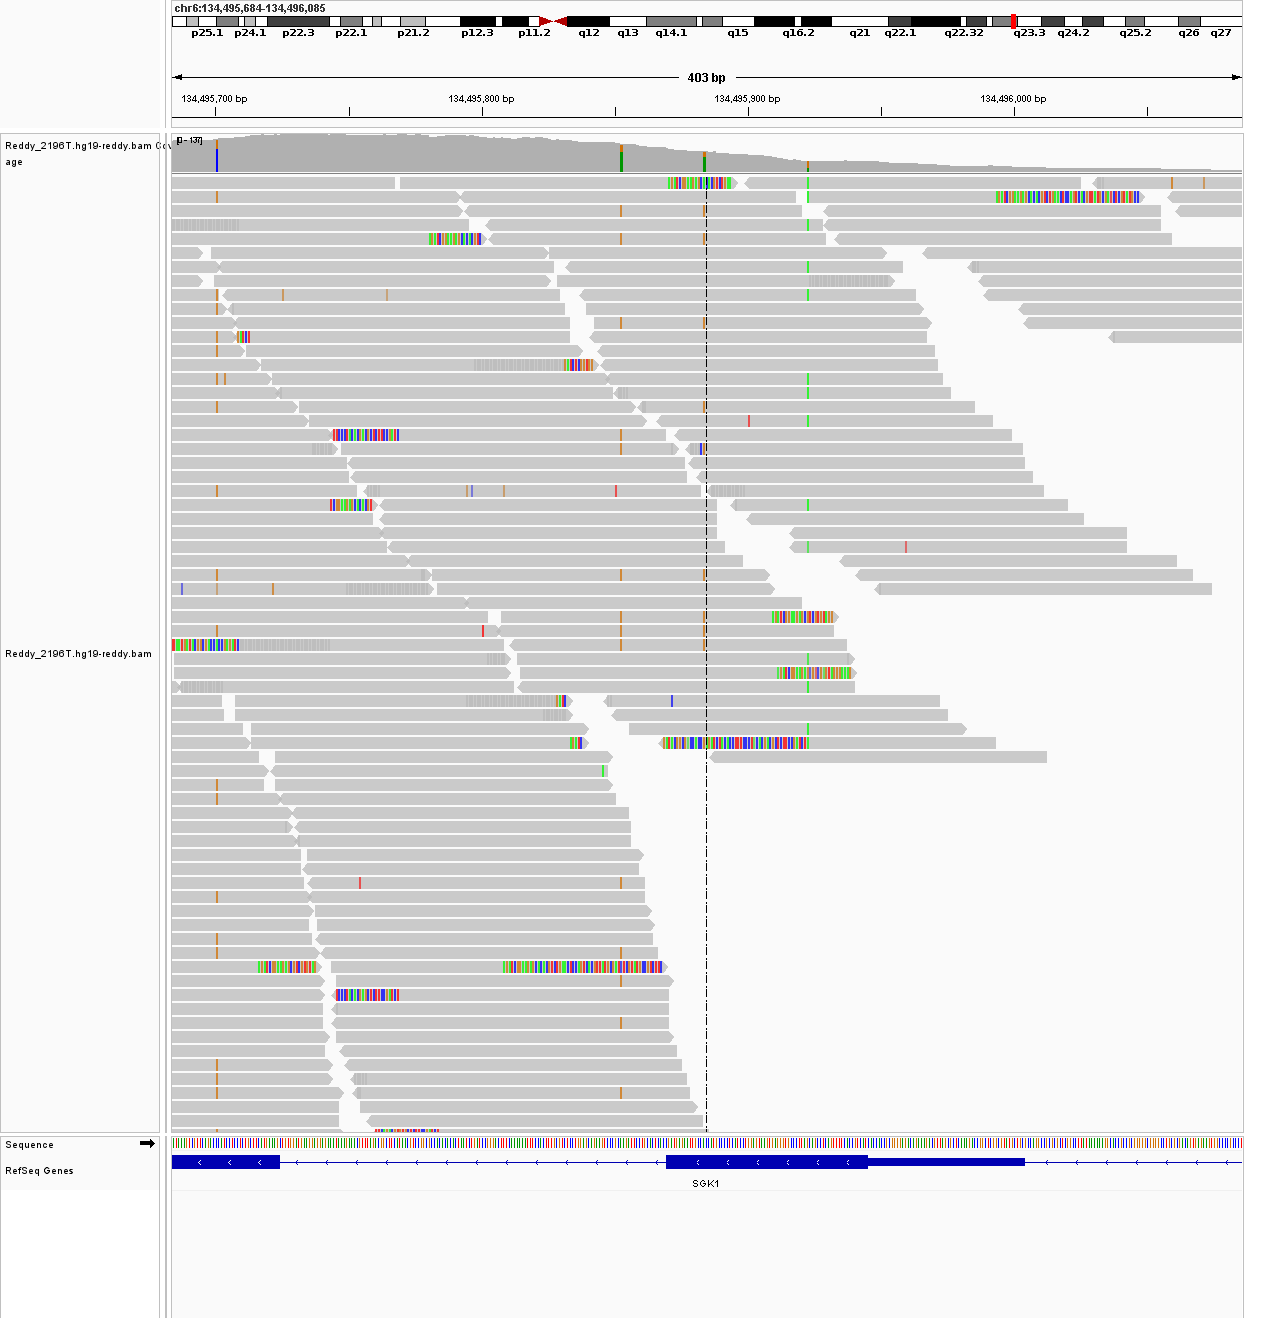 chr6:134,495,684-134,496,085
p25.1 p24.1 p22.3 p22.1 p21.2 p12.3 p11.2 q12 q13 q14.1 q15 q16.2 q21 q22.1 q22.32 q23.3 q24.2 q25.2 q26 q27
403 bp
134,495,700 bp 134,495,800 bp 134,495,900 bp 134,496,000 bp
[0 - 137]
Reddy_2196T.hg19-reddy.bam Cov
age
Reddy_2196T.hg19-reddy.bam
Sequence
RefSeq Genes
SGK1